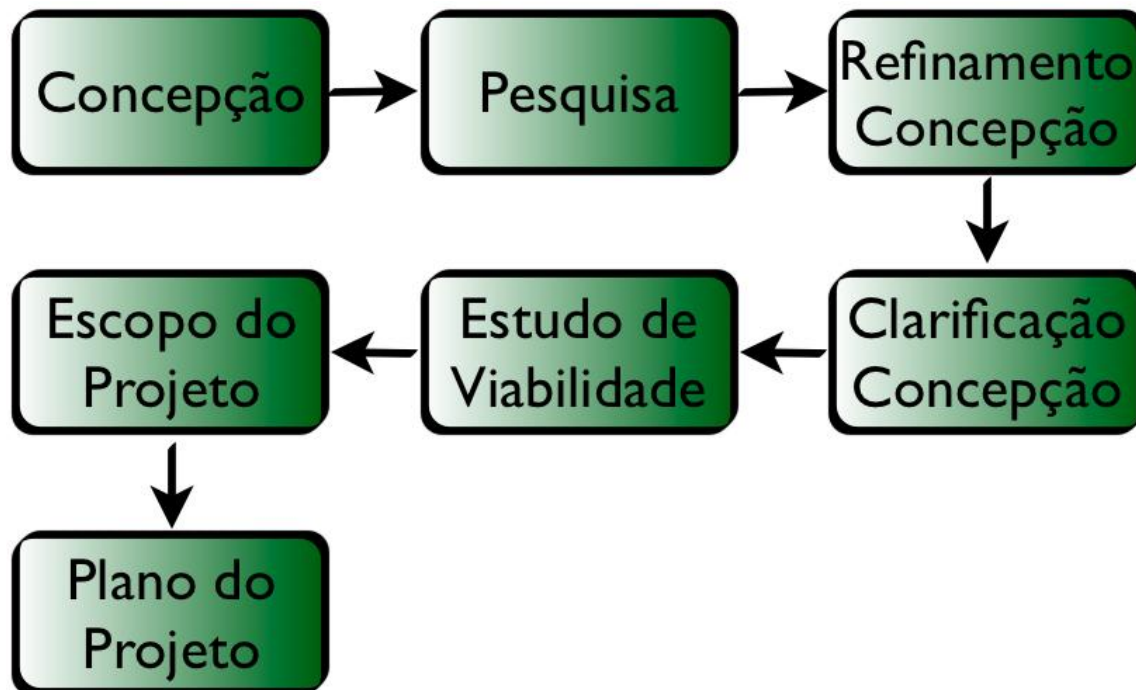 Concepção
Pesquisa
Refinamento
Concepção
Clarificação
Concepção
Estudo de
Viabilidade
Escopo do
Projeto
Plano do
Projeto